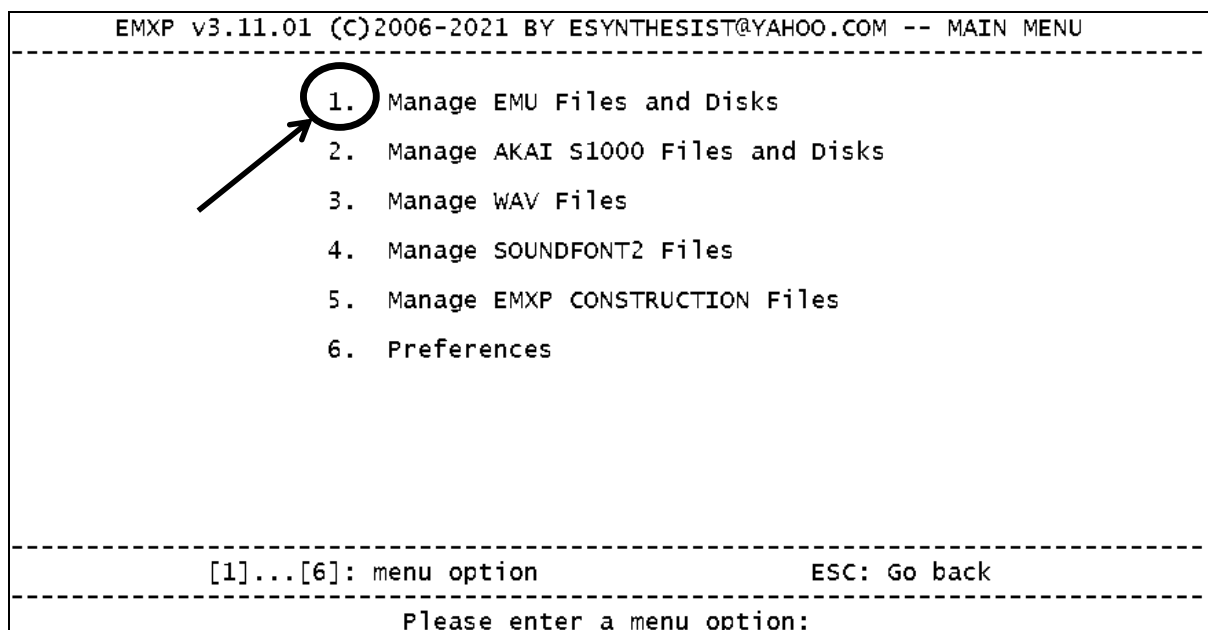 EMXP v3.11.01 (C)2006-2021 BY ESYNTHESIST@YAHOO.COM -- MAIN MENU
1. Manage EMU Files and Disks
2. Manage AKAI S1000 Files and Disks
3. Manage WAV Files
4. Manage SOUNDFONT2 Files
5. Manage EMXP CONSTRUCTION Files
6. Preferences
[1]...[6]: menu option ESC: Go back
Please enter a menu option: